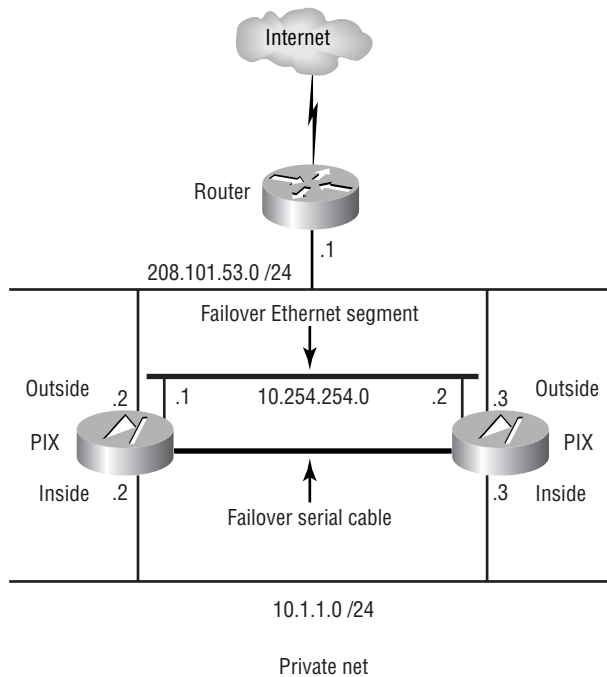 Internet
Router
.1
208.101.53.0 /24
Failover Ethernet segment
Outside .2 .1 10.254.254.0 .2 .3 Outside
PIX PIX
Inside .2 .3 Inside
Failover serial cable
10.1.1.0 /24
Private net